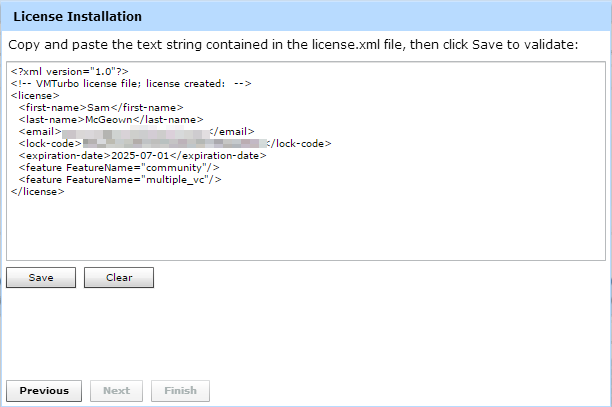 License Installation
Copy and paste the text string contained in the license.xml file, then click Save to validate:
<?xml version="1.0"?>
<!-- VMTurbo license file; license created:  -->
<license>
  <first-name>Sam</first-name>
  <last-name>McGeown</last-name>
  <email></email>
  <lock-code></lock-code>
  <expiration-date>2025-07-01</expiration-date>
  <feature FeatureName="community"/>
  <feature FeatureName="multiple_vc"/>
</license>
Save Clear
Previous Next Finish